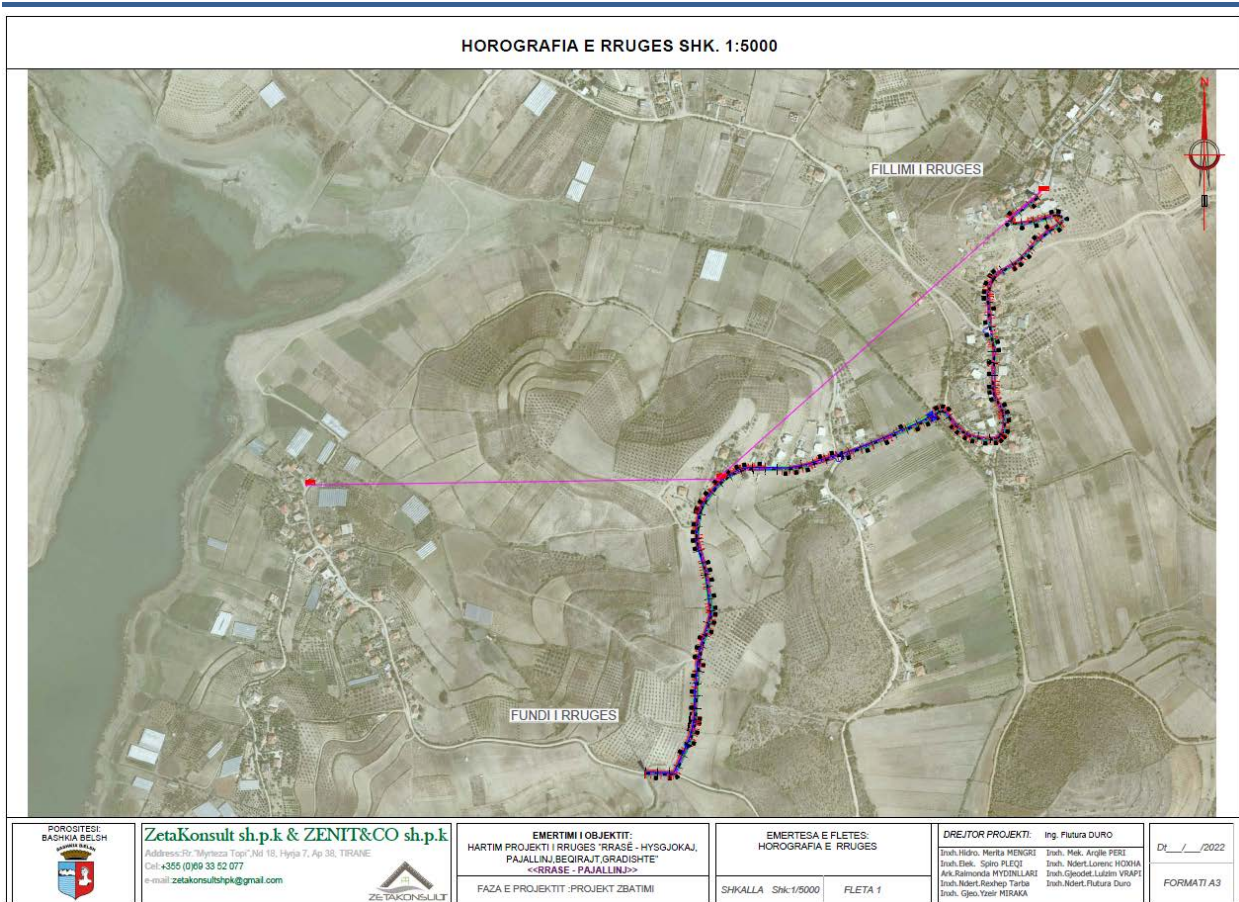 HOROGRAFIA E RRUGES SHK. 1:5000
N
FILLIMI I RRUGES
FUNDI I RRUGES
POROSITESI:
BASHKIA BELSH
BASHKIA BELSH
ZetaKonsult sh.p.k & ZENIT&CO sh.p.k
Address:Rr."Myrteza Topi",Nd 18, Hyrja 7, Ap 38, TIRANE
Cel:+355 (0)69 33 52 077
e-mail:zetakonsultshpk@gmail.com
ZETAKONSULT
EMERTIMI I OBJEKTIT:
HARTIM PROJEKTI I RRUGES "RRASË - HYSGJOKAJ,
PAJALLINJ,BEQIRAJT,GRADISHTE"
<<RRASE - PAJALLINJ>>
FAZA E PROJEKTIT :PROJEKT ZBATIMI
EMERTESA E FLETES:
HOROGRAFIA E RRUGES
SHKALLA Shk:1/5000 FLETA 1
DREJTOR PROJEKTI: Ing. Flutura DURO
Inxh.Hidro. Merita MENGRI Inxh. Mek. Argile PERI
Inxh.Elek. Spiro PLEQI Inxh. Ndert.Lorenc HOXHA
Ark.Raimonda MYDINLLARI Inxh.Gjeodet.Lulzim VRAPI
Inxh.Ndert.Rexhep Tarba Inxh.Ndert.Flutura Duro
Inxh. Gjeo.Yzeir MIRAKA
Dt___/___/2022
FORMATI A3